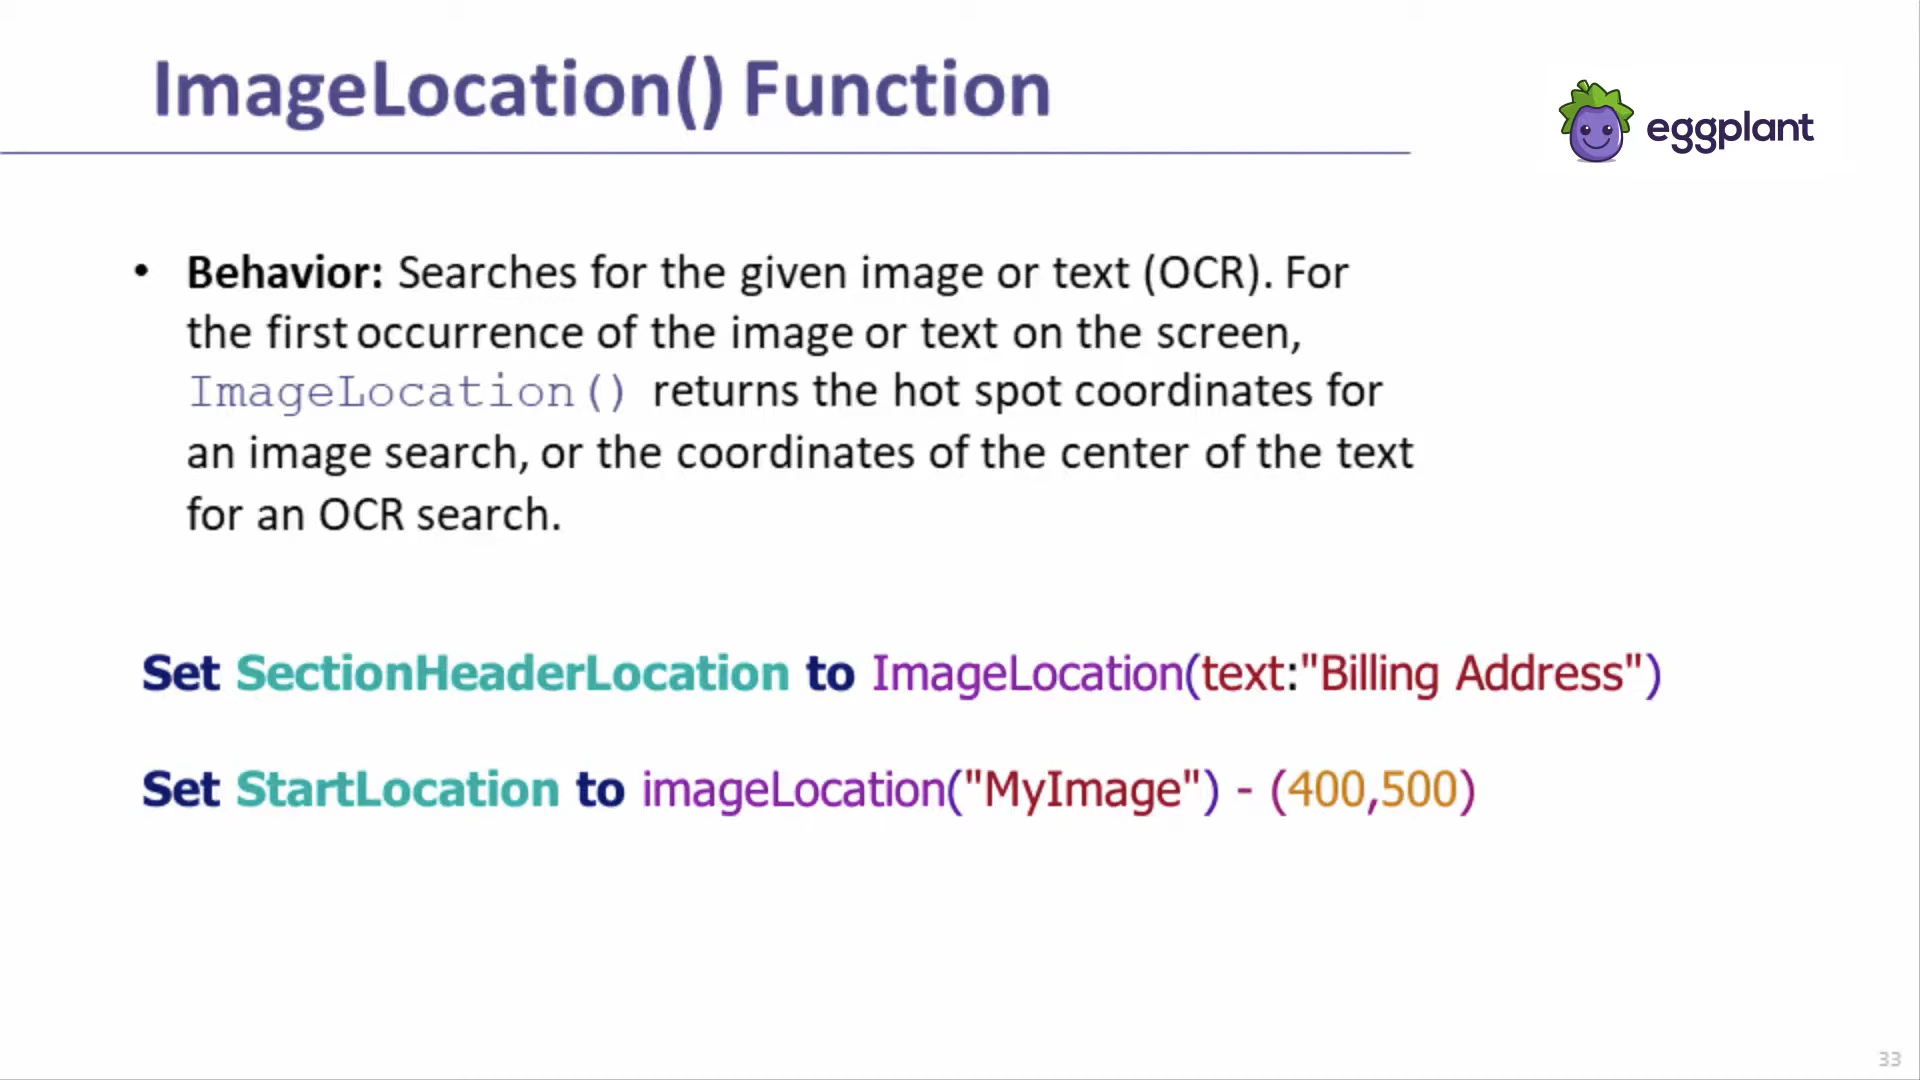 ImageLocation() Function
eggplant
• Behavior: Searches for the given image or text (OCR). For
the first occurrence of the image or text on the screen,
ImageLocation() returns the hot spot coordinates for
an image search, or the coordinates of the center of the text
for an OCR search.
Set SectionHeaderLocation to ImageLocation(text:"Billing Address")
Set StartLocation to imageLocation("MyImage") - (400,500)
33